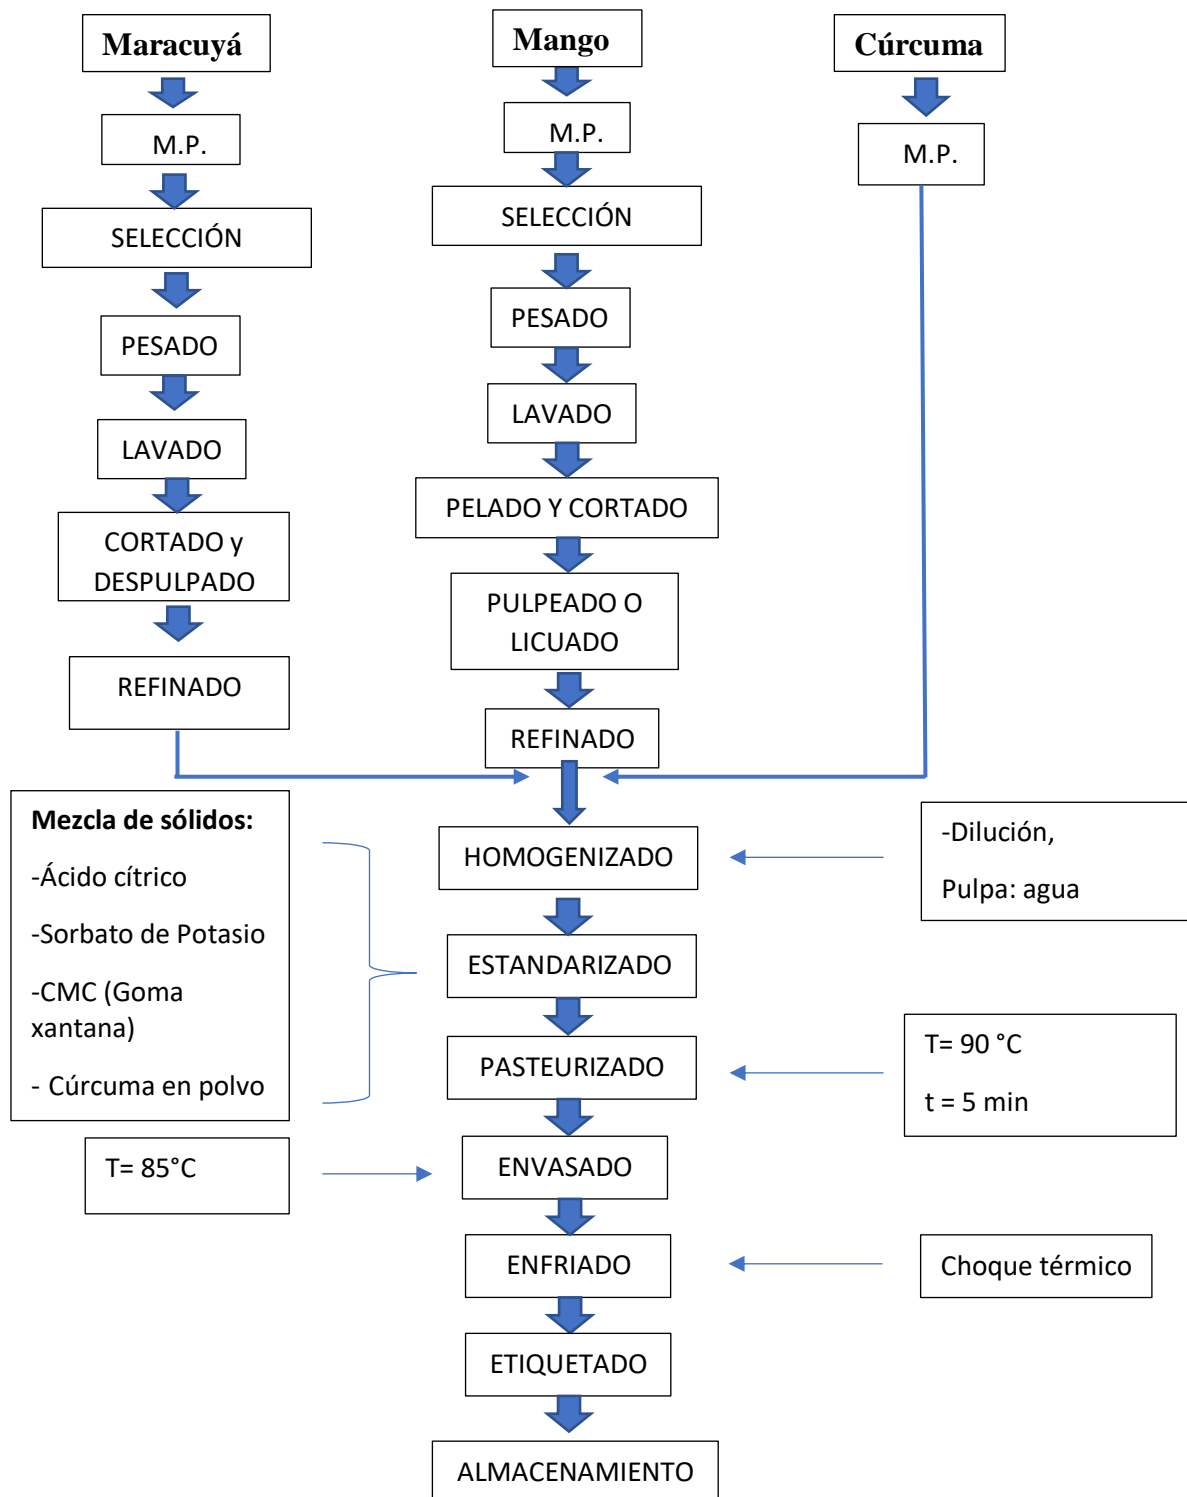 Maracuyá
Mango
Cúrcuma
M.P.
M.P.
M.P.
SELECCIÓN
SELECCIÓN
PESADO
PESADO
LAVADO
LAVADO
CORTADO y
DESPULPADO
PELADO Y CORTADO
PULPEADO O
LICUADO
REFINADO
REFINADO
Mezcla de sólidos:
-Ácido cítrico
-Sorbato de Potasio
-CMC (Goma
xantana)
- Cúrcuma en polvo
HOMOGENIZADO
-Dilución,
Pulpa: agua
ESTANDARIZADO
PASTEURIZADO
T= 90 °C
t = 5 min
T= 85°C
ENVASADO
ENFRIADO
Choque térmico
ETIQUETADO
ALMACENAMIENTO